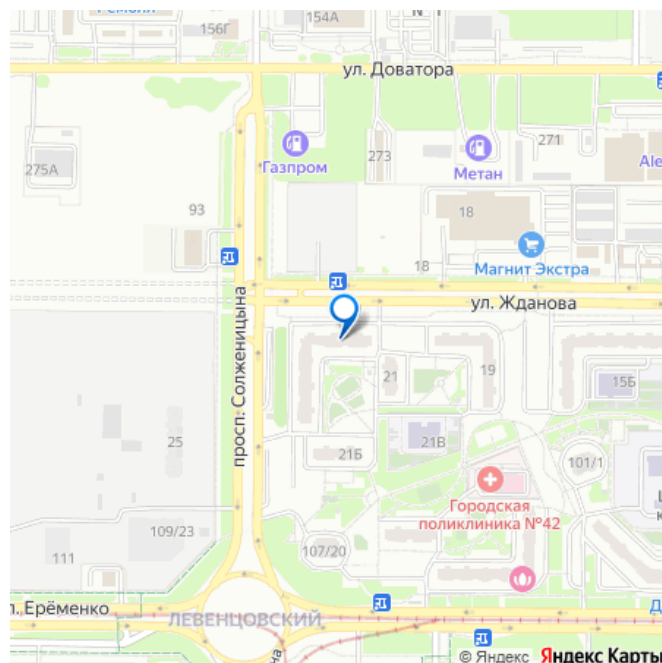 154А
156Г
ул. Доватора
275А
Газпром
273
271
Метан
Ale
93
18
Магнит Экстра
18
ул. Жданова
просп. Солженицына
21
19
15Б
25
21Б
21В
101/1
Городская
поликлиника №42
109/23
111
107/20
л. Ерёменко
ЛЕВЕНЦОВСКИЙ
© Яндекс Яндекс Карты